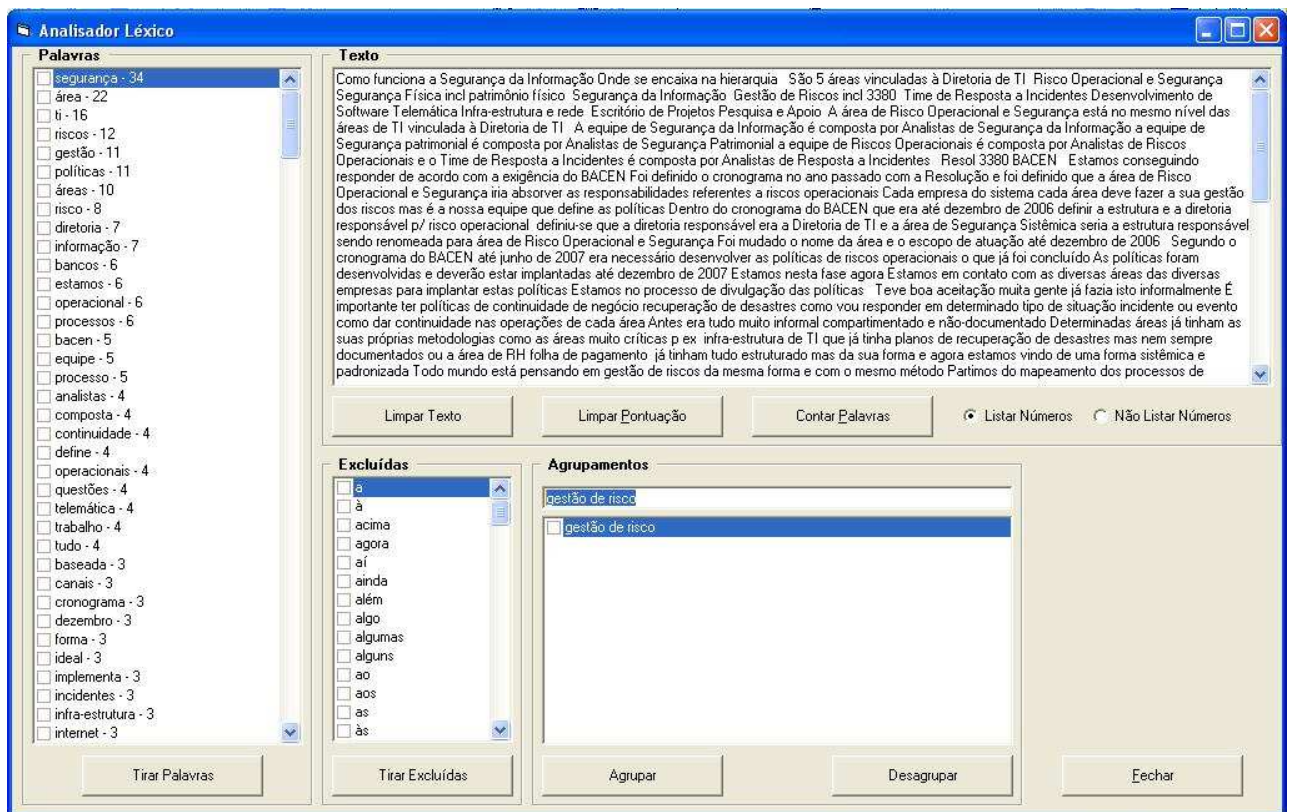 Analisador Léxico
Palavras
segurança - 34
área - 22
ti - 16
riscos - 12
gestão - 11
políticas - 11
áreas - 10
risco - 8
diretoria - 7
informação - 7
bancos - 6
estamos - 6
operacional - 6
processos - 6
bacen - 5
equipe - 5
processo - 5
analistas - 4
composta - 4
continuidade - 4
define - 4
operacionais - 4
questões - 4
telemática - 4
trabalho - 4
tudo - 4
baseada - 3
canais - 3
cronograma - 3
dezembro - 3
forma - 3
ideal - 3
implementa - 3
incidentes - 3
infra-estrutura - 3
internet - 3
Tirar Palavras
Texto
Como funciona a Segurança da Informação Onde se encaixa na hierarquia São 5 áreas vinculadas à Diretoria de TI Risco Operacional e Segurança
Segurança Física incl patrimônio físico Segurança da Informação Gestão de Riscos incl 3380 Time de Resposta a Incidentes Desenvolvimento de
Software Telemática Infra-estrutura e rede Escritório de Projetos Pesquisa e Apoio A área de Risco Operacional e Segurança está no mesmo nível das
áreas de TI vinculada à Diretoria de TI A equipe de Segurança da Informação é composta por Analistas de Segurança da Informação a equipe de
Segurança patrimonial é composta por Analistas de Segurança Patrimonial a equipe de Riscos Operacionais é composta por Analistas de Riscos
Operacionais e o Time de Resposta a Incidentes é composta por Analistas de Resposta a Incidentes Resol 3380 BACEN Estamos conseguindo
responder de acordo com a exigência do BACEN Foi definido o cronograma no ano passado com a Resolução e foi definido que a área de Risco
Operacional e Segurança iria absorver as responsabilidades referentes a riscos operacionais Cada empresa do sistema cada área deve fazer a sua gestão
dos riscos mas é a nossa equipe que define as políticas Dentro do cronograma do BACEN que era até dezembro de 2006 definir a estrutura e a diretoria
responsável p/ risco operacional definiu-se que a diretoria responsável era a Diretoria de TI e a área de Segurança Sistêmica seria a estrutura responsável
sendo renomeada para área de Risco Operacional e Segurança Foi mudado o nome da área e o escopo de atuação até dezembro de 2006 Segundo o
cronograma do BACEN até junho de 2007 era necessário desenvolver as políticas de riscos operacionais o que já foi concluído As políticas foram
desenvolvidas e deverão estar implantadas até dezembro de 2007 Estamos nesta fase agora Estamos em contato com as diversas áreas das diversas
empresas para implantar estas políticas Estamos no processo de divulgação das políticas Teve boa aceitação muita gente já fazia isto informalmente É
importante ter políticas de continuidade de negócio recuperação de desastres como vou responder em determinado tipo de situação incidente ou evento
como dar continuidade nas operações de cada área Antes era tudo muito informal compartimentado e não-documentado Determinadas áreas já tinham as
suas próprias metodologias como as áreas muito críticas p ex infra-estrutura de TI que já tinha planos de recuperação de desastres mas nem sempre
documentados ou a área de RH folha de pagamento já tinham tudo estruturado mas da sua forma e agora estamos vindo de uma forma sistêmica e
padronizada Todo mundo está pensando em gestão de riscos da mesma forma e com o mesmo método Partimos do mapeamento dos processos de
Limpar Texto
Limpar Pontuação
Contar Palavras
Listar Números
Não Listar Números
Excluídas
a
à
acima
agora
aí
ainda
além
algo
algumas
alguns
ao
aos
as
às
Tirar Excluídas
Agrupamentos
gestão de risco
gestão de risco
Agrupar
Desagrupar
Fechar